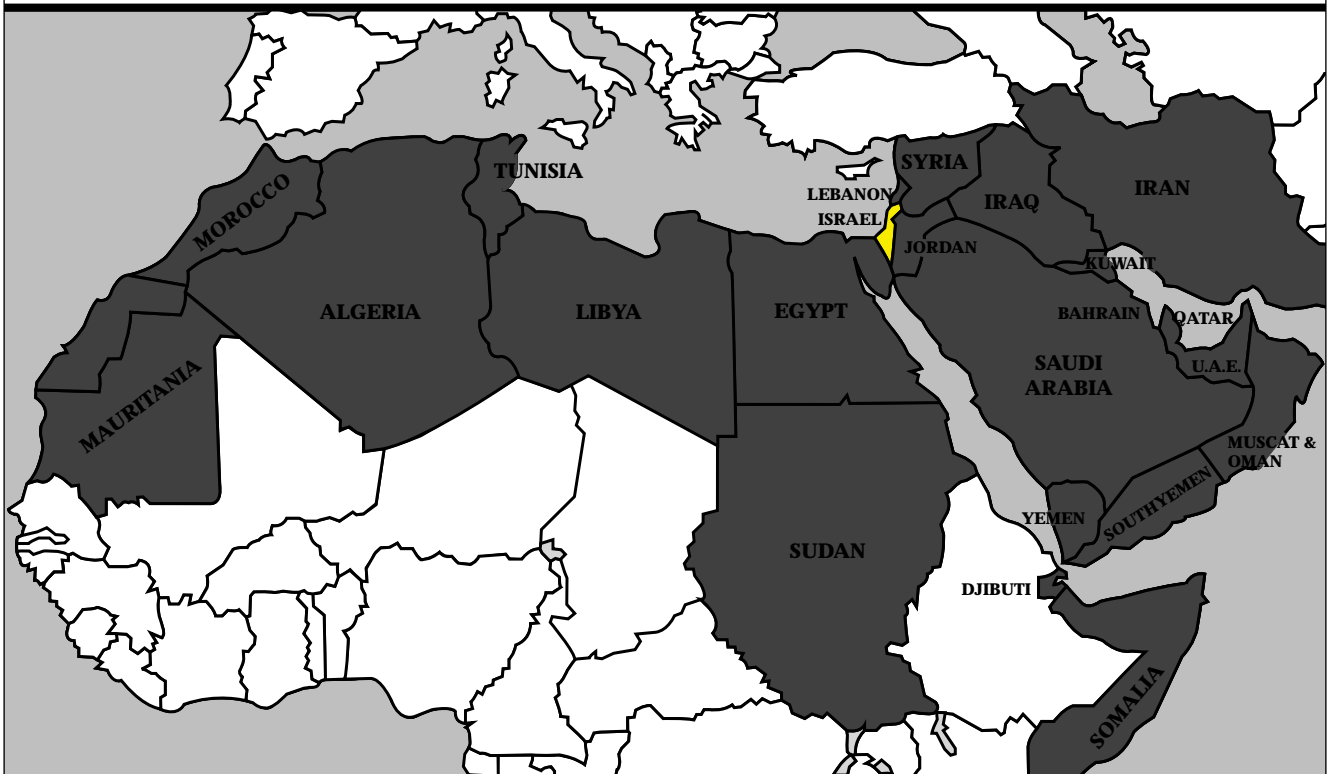 TUNISIA
SYRIA
LEBANON
ISRAEL
IRAN
IRAQ
MOROCCO
JORDAN
KUWAIT
ALGERIA
LIBYA
EGYPT
BAHRAIN
QATAR
SAUDI
ARABIA
U.A.E.
MAURITANIA
MUSCAT &
OMAN
YEMEN
SOUTHYEMEN
SUDAN
DJIBUTI
SOMALIA